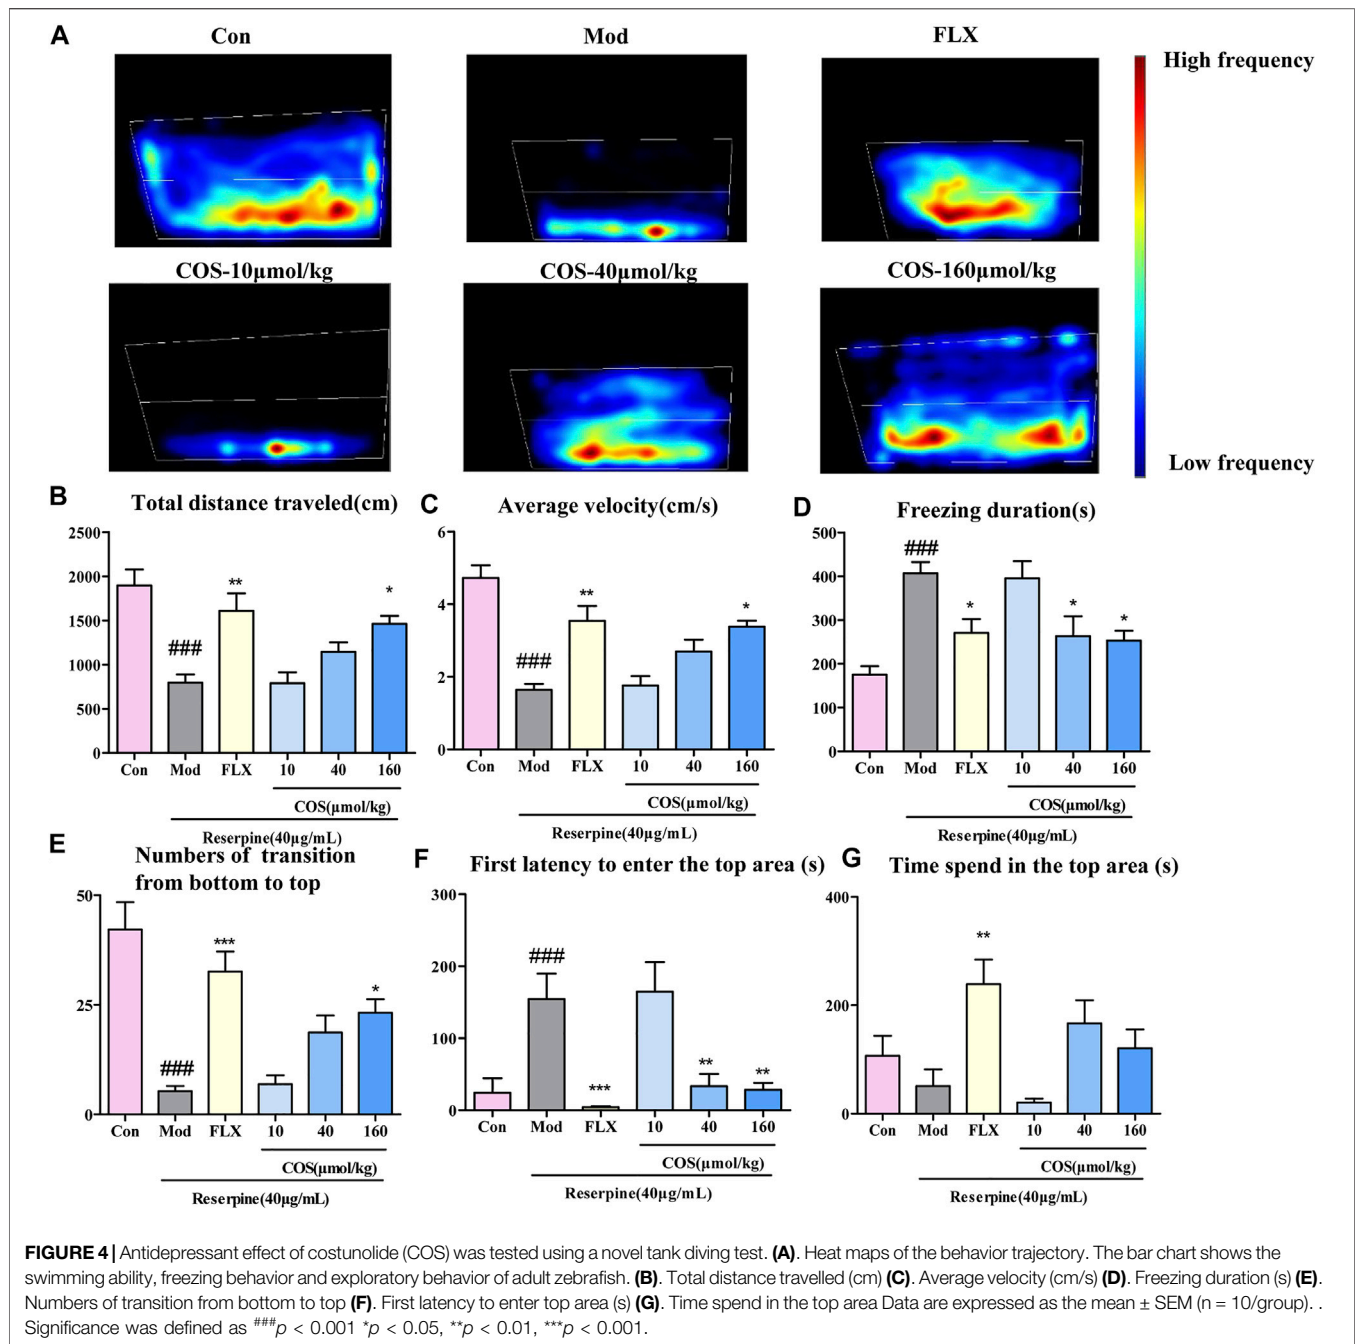 A
Con
Mod
FLX
High frequency
COS-10μmol/kg
COS-40μmol/kg
COS-160μmol/kg
Low frequency
B
Total distance traveled(cm)
2500
2000
1500
1000
500
0
###
**
*
Con Mod FLX 10 40 160
COS(μmol/kg)
Reserpine(40μg/mL)
C
Average velocity(cm/s)
6
4
2
0
###
**
*
Con Mod FLX 10 40 160
COS(μmol/kg)
Reserpine(40μg/mL)
D
Freezing duration(s)
500
400
300
200
100
0
###
*
*
*
Con Mod FLX 10 40 160
COS(μmol/kg)
Reserpine(40μg/mL)
E
Numbers of transition
from bottom to top
50
25
0
###
***
*
Con Mod FLX 10 40 160
COS(μmol/kg)
Reserpine(40μg/mL)
F
First latency to enter the top area (s)
300
200
100
0
###
***
**
**
Con Mod FLX 10 40 160
COS(μmol/kg)
Reserpine(40μg/mL)
G
Time spend in the top area (s)
400
200
0
**
Con Mod FLX 10 40 160
COS(μmol/kg)
Reserpine(40μg/mL)
FIGURE 4 | Antidepressant effect of costunolide (COS) was tested using a novel tank diving test. (A). Heat maps of the behavior trajectory. The bar chart shows the
swimming ability, freezing behavior and exploratory behavior of adult zebrafish. (B). Total distance travelled (cm) (C). Average velocity (cm/s) (D). Freezing duration (s) (E).
Numbers of transition from bottom to top (F). First latency to enter top area (s) (G). Time spend in the top area Data are expressed as the mean ± SEM (n = 10/group). .
Significance was defined as ###p < 0.001 *p < 0.05, **p < 0.01, ***p < 0.001.